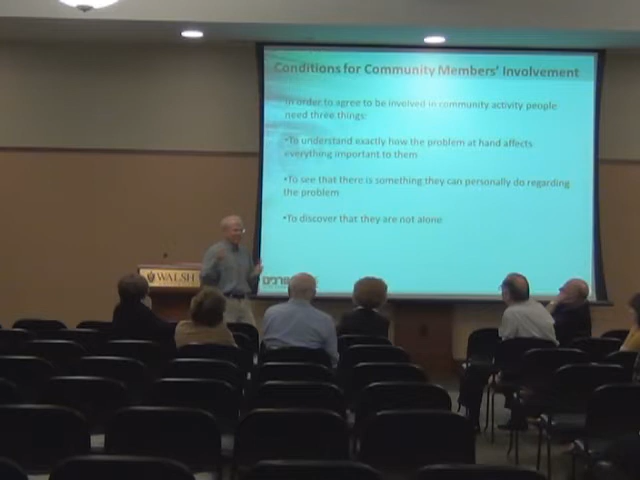 Conditions for Community Members' Involvement
In order to agree to be involved in community activity people
need three things:
•To understand exactly how the problem at hand affects
everything important to them
•To see that there is something they can personally do regarding
the problem
•To discover that they are not alone
WALSH